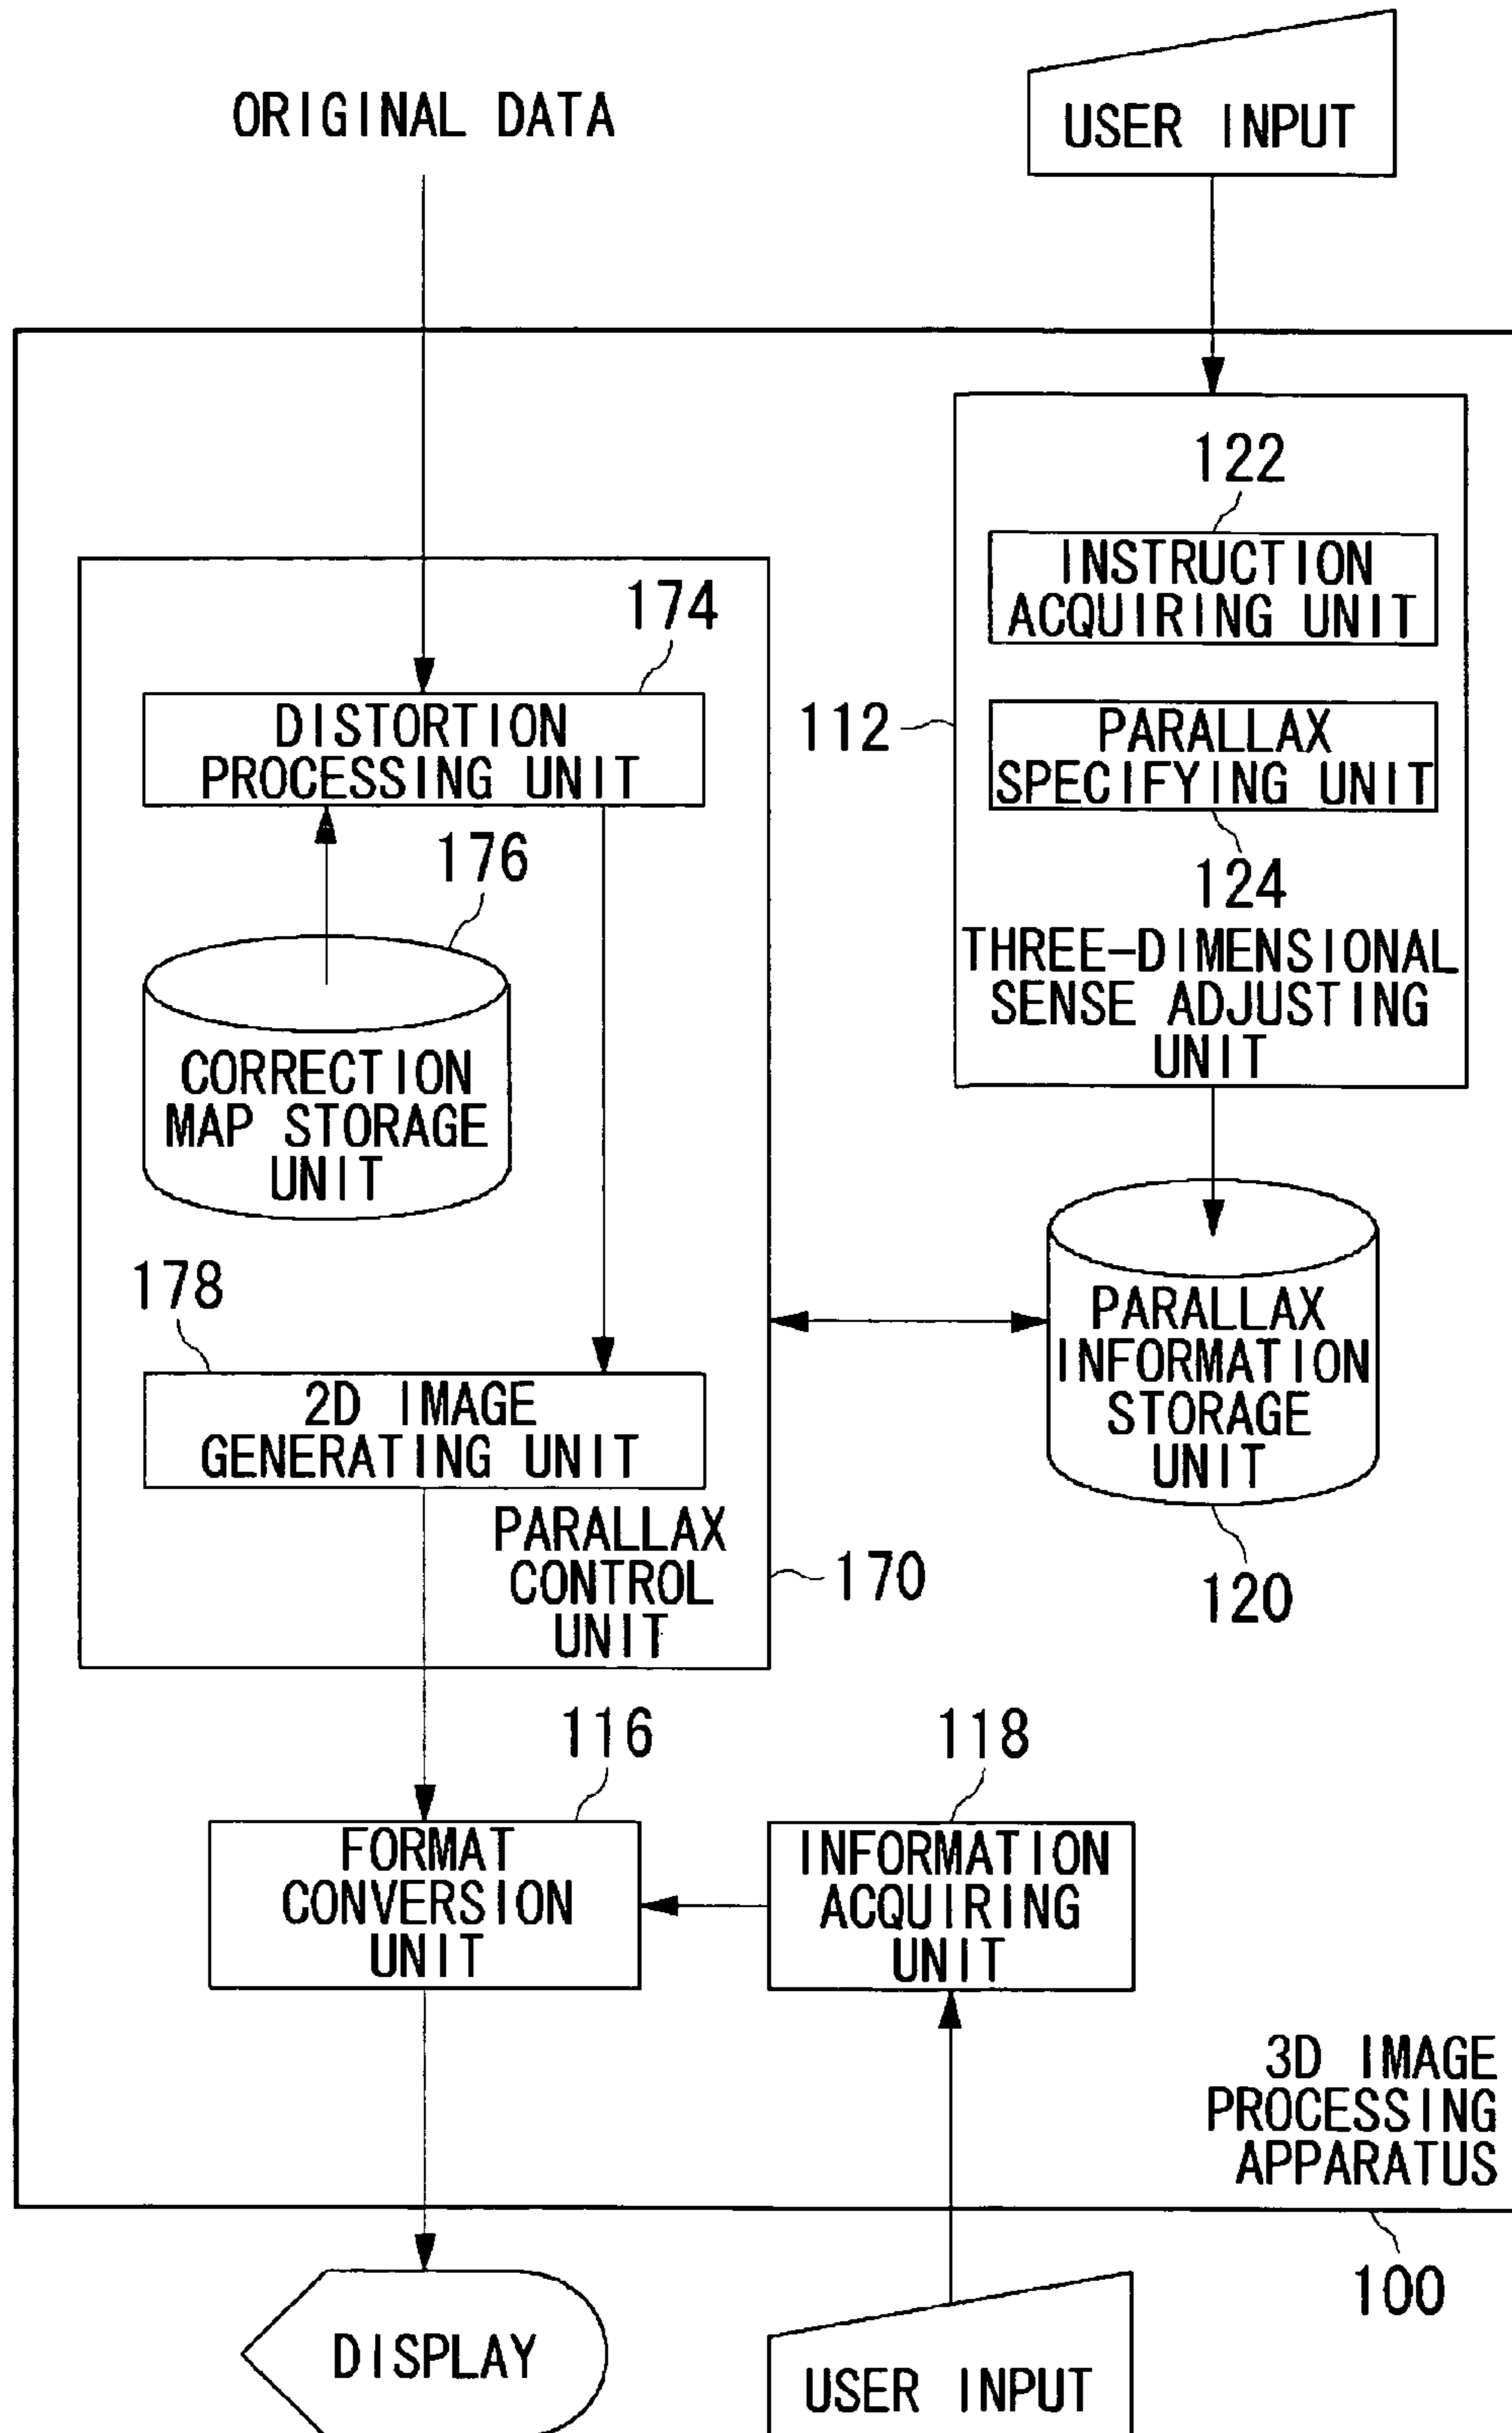 ORIGINAL DATA
USER INPUT
122
INSTRUCTION
ACQUIRING UNIT
174
DISTORTION
PROCESSING UNIT
112
PARALLAX
SPECIFYING UNIT
124
THREE-DIMENSIONAL
SENSE ADJUSTING
UNIT
176
CORRECTION
MAP STORAGE
UNIT
178
2D IMAGE
GENERATING UNIT
PARALLAX
CONTROL
UNIT
170
PARALLAX
INFORMATION
STORAGE
UNIT
120
116
FORMAT
CONVERSION
UNIT
118
INFORMATION
ACQUIRING
UNIT
3D IMAGE
PROCESSING
APPARATUS
100
DISPLAY
USER INPUT